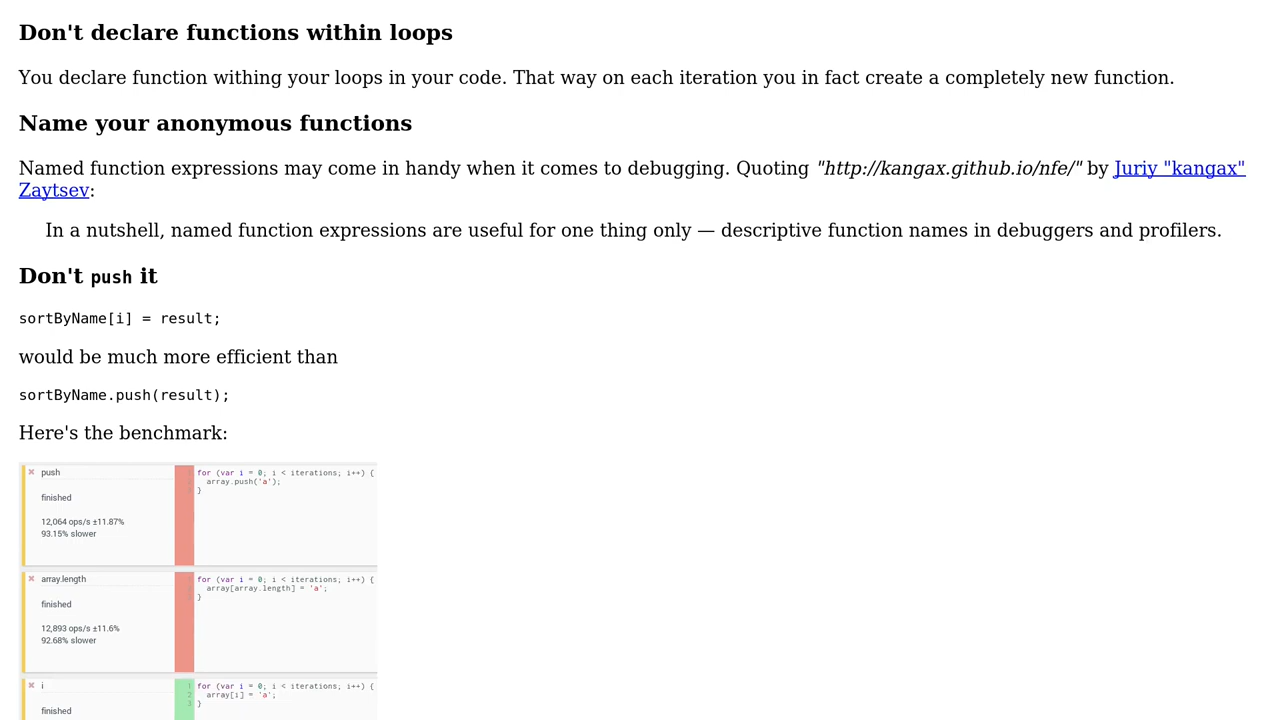 Don't declare functions within loops
You declare function withing your loops in your code. That way on each iteration you in fact create a completely new function.
Name your anonymous functions
Named function expressions may come in handy when it comes to debugging. Quoting "http://kangax.github.io/nfe/" by Juriy "kangax"
Zaytsev:
In a nutshell, named function expressions are useful for one thing only — descriptive function names in debuggers and profilers.
Don't push it
sortByName[i] = result;
would be much more efficient than
sortByName.push(result);
Here's the benchmark:
push
finished
12,064 ops/s ±11.87%
93.15% slower
for (var i = 0; i < iterations; i++) {
array.push('a');
}
array.length
finished
12,893 ops/s ±11.6%
92.68% slower
for (var i = 0; i < iterations; i++) {
array[array.length] = 'a';
}
i
finished
1 for (var i = 0; i < iterations; i++) {
2 array[i] = 'a';
3 }